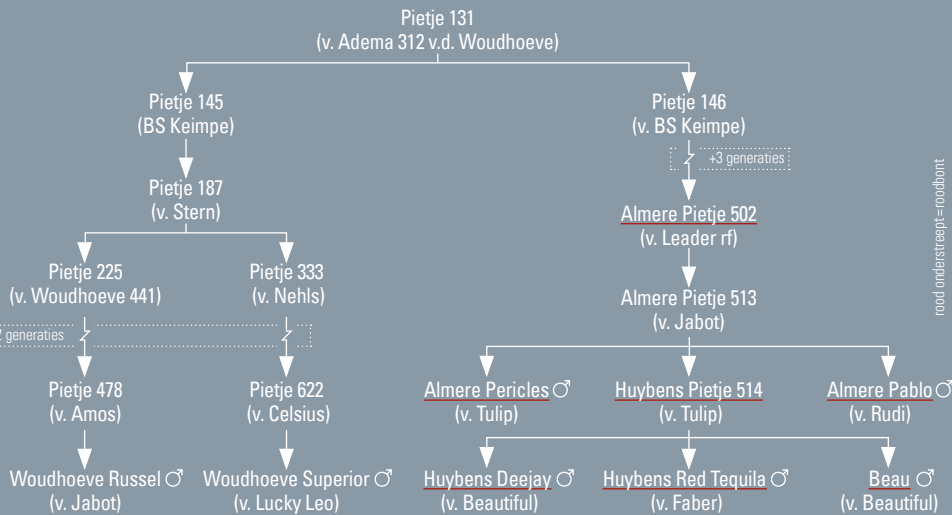 Pietje 131
(v. Adema 312 v.d. Woudhoeve)
Pietje 145
(BS Keimpe)
Pietje 146
(v. BS Keimpe)
+3 generaties
Pietje 187
(v. Stern)
Almere Pietje 502
(v. Leader rf)
rood onderstreept=roodbont
Pietje 225
(v. Woudhoeve 441)
Pietje 333
(v. Nehls)
Almere Pietje 513
(v. Jabot)
generaties
Pietje 478
(v. Amos)
Pietje 622
(v. Celsius)
Almere Pericles ♂
(v. Tulip)
Huybens Pietje 514
(v. Tulip)
Almere Pablo ♂
(v. Rudi)
Woudhoeve Russel ♂
(v. Jabot)
Woudhoeve Superior ♂
(v. Lucky Leo)
Huybens Deejay ♂
(v. Beautiful)
Huybens Red Tequila ♂
(v. Faber)
Beau ♂
(v. Beautiful)